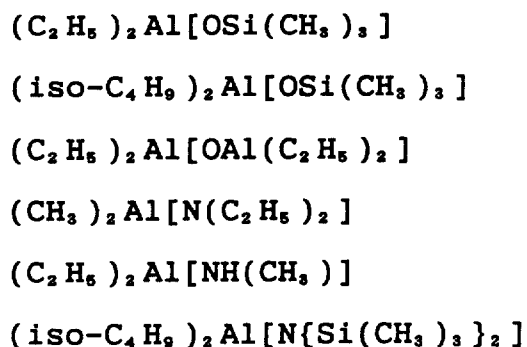 (C₂H₅)₂Al[OSi(CH₃)₃]
(iso-C₄H₉)₂Al[OSi(CH₃)₃]
(C₂H₅)₂Al[OAl(C₂H₅)₂]
(CH₃)₂Al[N(C₂H₅)₂]
(C₂H₅)₂Al[NH(CH₃)]
(iso-C₄H₉)₂Al[N{Si(CH₃)₃}₂]